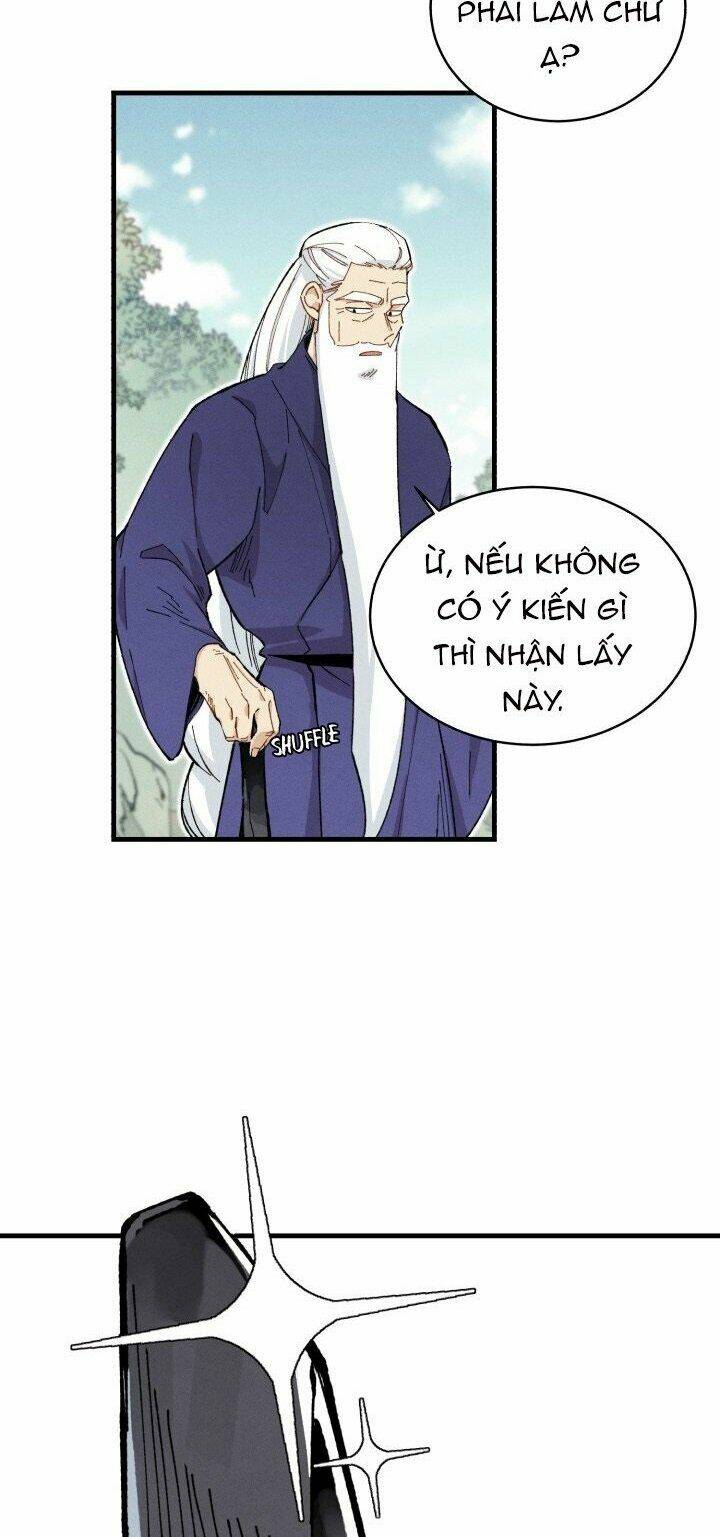 PHẢI LÀM CHỨ
Ạ?
Ừ, NẾU KHÔNG
CÓ Ý KIẾN GÌ
THÌ NHẬN LẤY
NÀY.
SHUFFLE